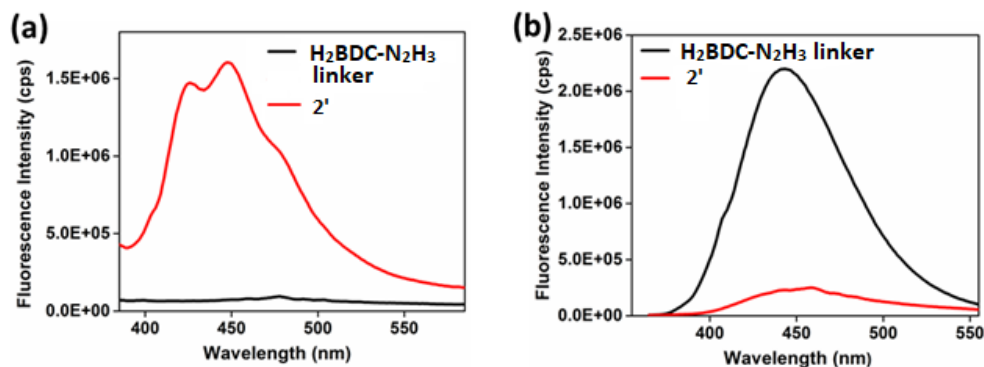 (a)
H₂BDC-N₂H₃
linker
2'
Fluorescence Intensity (cps)
1.5E+06
1.0E+06
5.0E+05
0.0E+00
400 450 500 550
Wavelength (nm)
(b)
H₂BDC-N₂H₃ linker
2'
Fluorescence Intensity (cps)
2.5E+06
2.0E+06
1.5E+06
1.0E+06
5.0E+05
0.0E+00
400 450 500 550
Wavelength (nm)